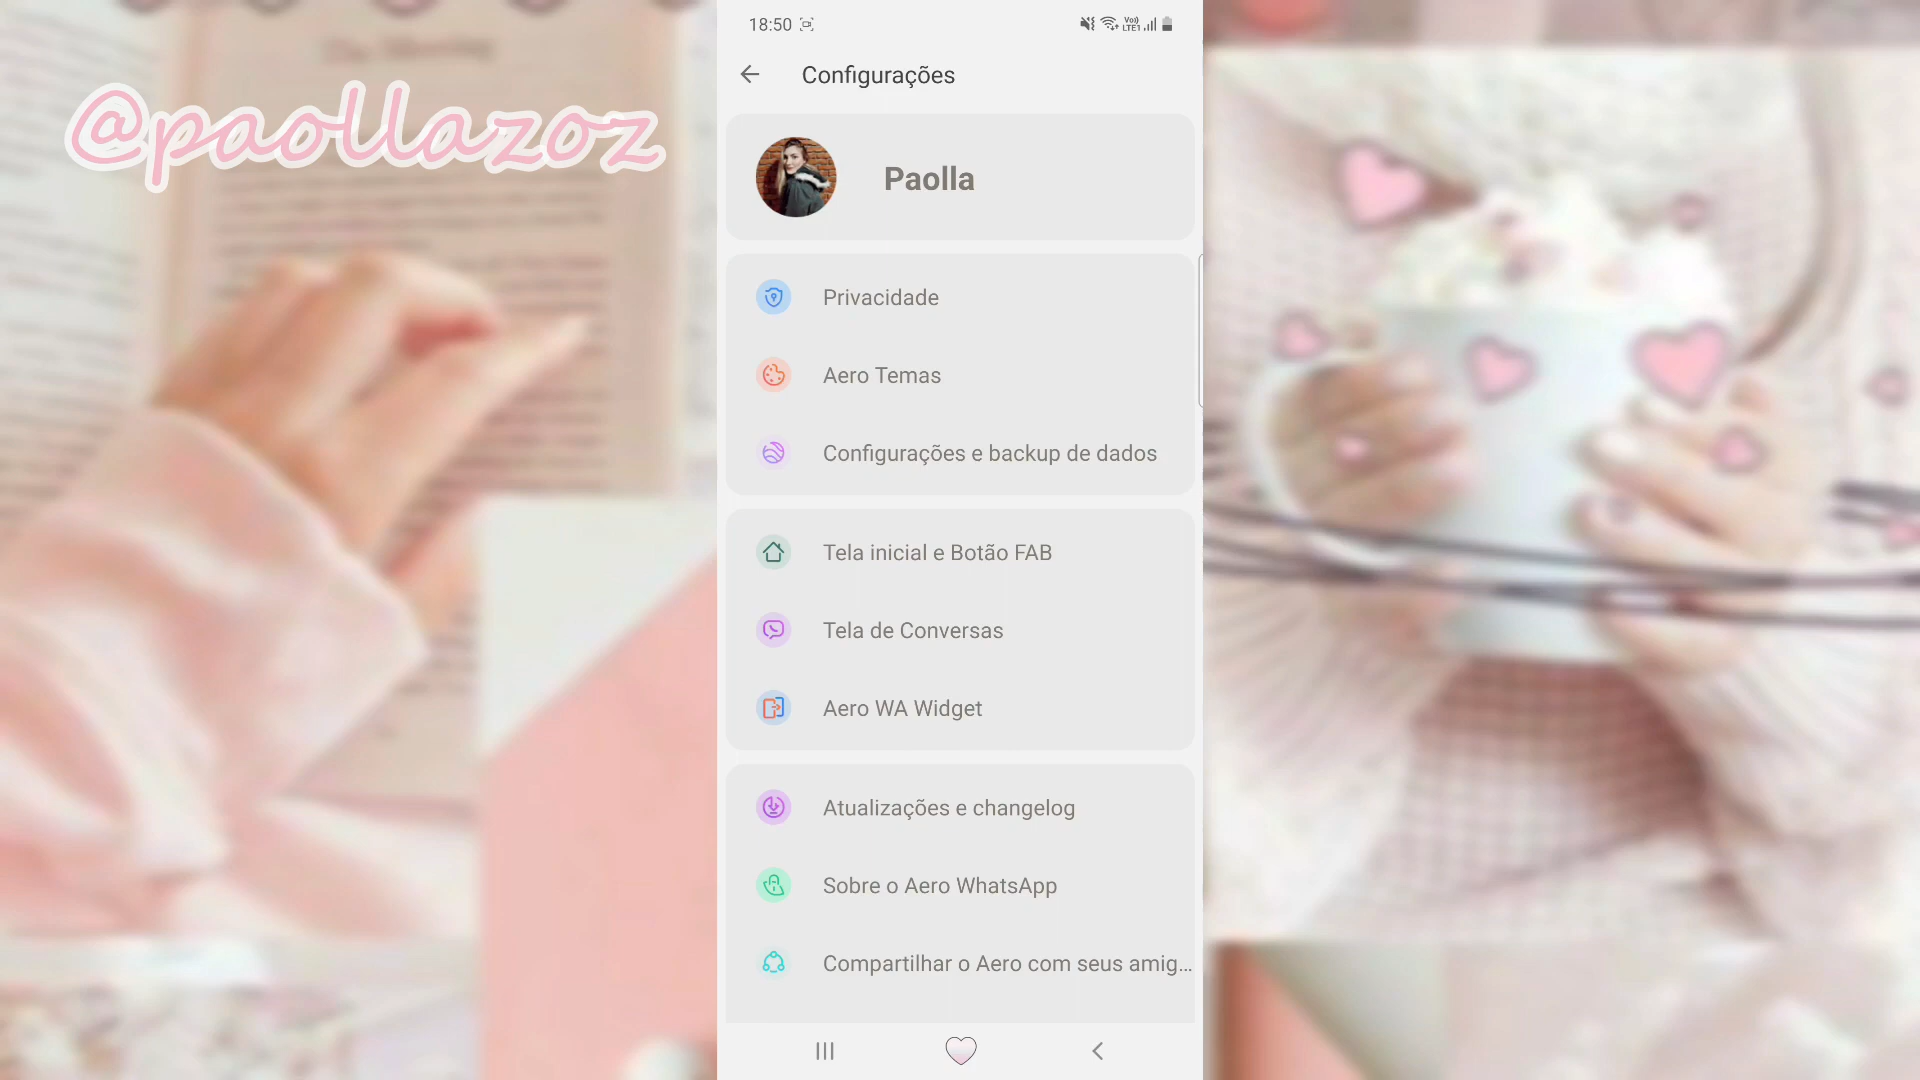 @paollazoz
18:50
Configurações
Paolla
Privacidade
Aero Temas
Configurações e backup de dados
Tela inicial e Botão FAB
Tela de Conversas
Aero WA Widget
Atualizações e changelog
Sobre o Aero WhatsApp
Compartilhar o Aero com seus amig...